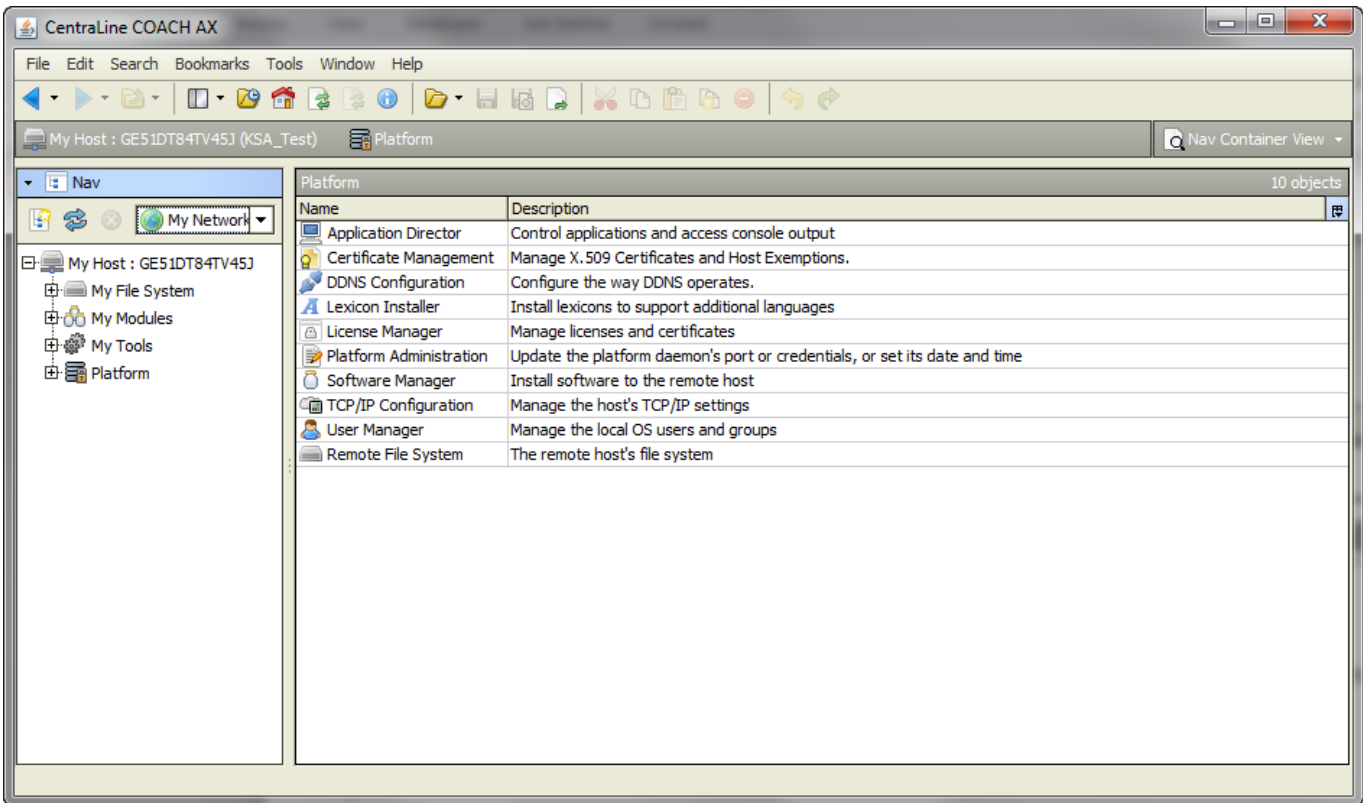 CentraLine COACH AX
File Edit Search Bookmarks Tools Window Help
My Host : GE51DT84TV45J (KSA_Test) Platform Nav Container View
Nav
My Network
My Host : GE51DT84TV45J
My File System
My Modules
My Tools
Platform
Platform 10 objects
Name Description
Application Director Control applications and access console output
Certificate Management Manage X.509 Certificates and Host Exemptions.
DDNS Configuration Configure the way DDNS operates.
Lexicon Installer Install lexicons to support additional languages
License Manager Manage licenses and certificates
Platform Administration Update the platform daemon's port or credentials, or set its date and time
Software Manager Install software to the remote host
TCP/IP Configuration Manage the host's TCP/IP settings
User Manager Manage the local OS users and groups
Remote File System The remote host's file system